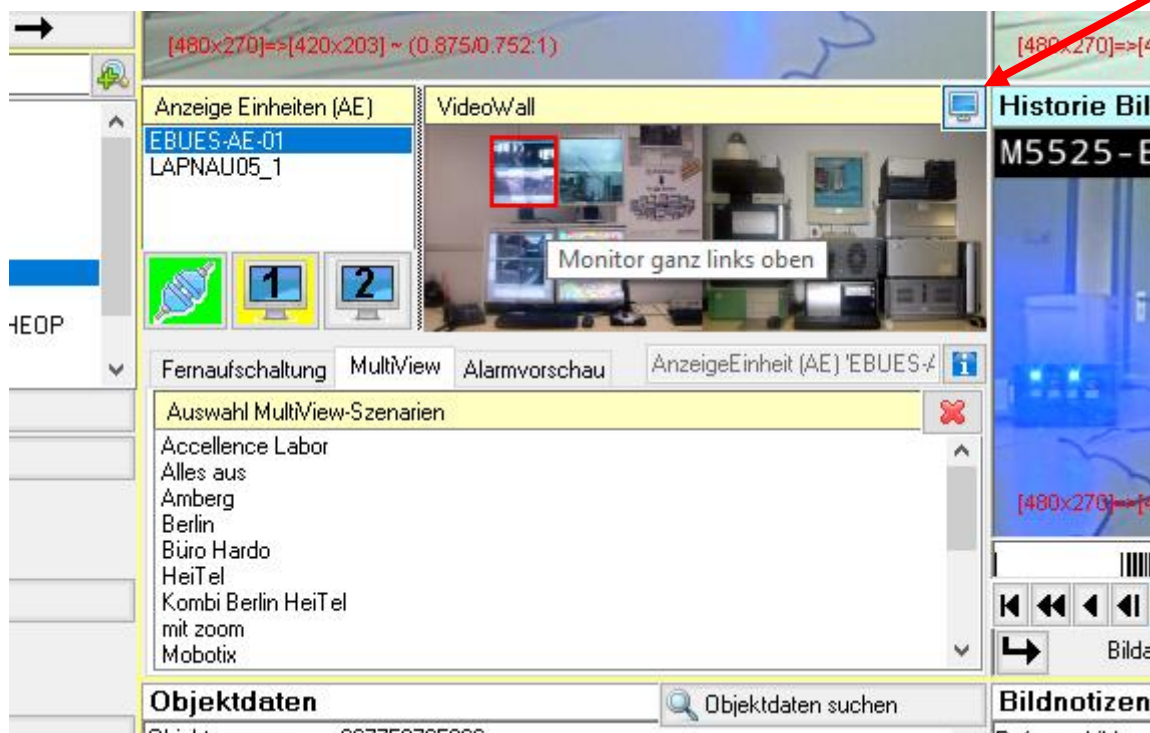 [480x270]=>[420x203] ~ (0.875/0.752:1)
[480x270]=>[4
Anzeige Einheiten (AE)
VideoWall
Historie Bil
EBUES-AE-01
LAPNAU05_1
M5525-E
Monitor ganz links oben
1
2
HEOP
Fernaufschaltung
MultiView
Alarmvorschau
AnzeigeEinheit (AE) 'EBUES-A
Auswahl MultiView-Szenarien
Accellence Labor
Alles aus
Amberg
Berlin
Büro Hardo
HeiTel
Kombi Berlin HeiTel
mit zoom
Mobotix
[480x270]=>[4
Bilda
Objektdaten
Objektdaten suchen
Bildnotizen